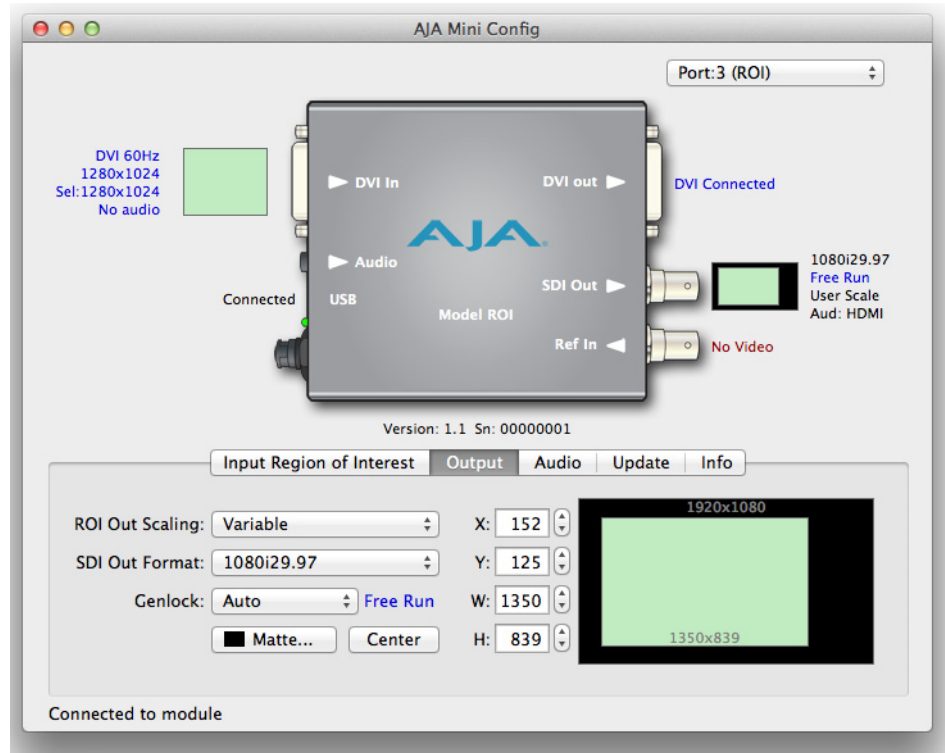 AJA Mini Config
Port:3 (ROI)
DVI 60Hz
1280x1024
Sel:1280x1024
No audio
DVI In
DVI out
DVI Connected
AJA
Audio
Connected
USB
SDI Out
1080i29.97
Free Run
User Scale
Aud: HDMI
Model ROI
Ref In
No Video
Version: 1.1 Sn: 00000001
Input Region of Interest Output Audio Update Info
ROI Out Scaling: Variable
SDI Out Format: 1080i29.97
Genlock: Auto Free Run
Matte... Center
X: 152
Y: 125
W: 1350
H: 839
1920x1080
1350x839
Connected to module